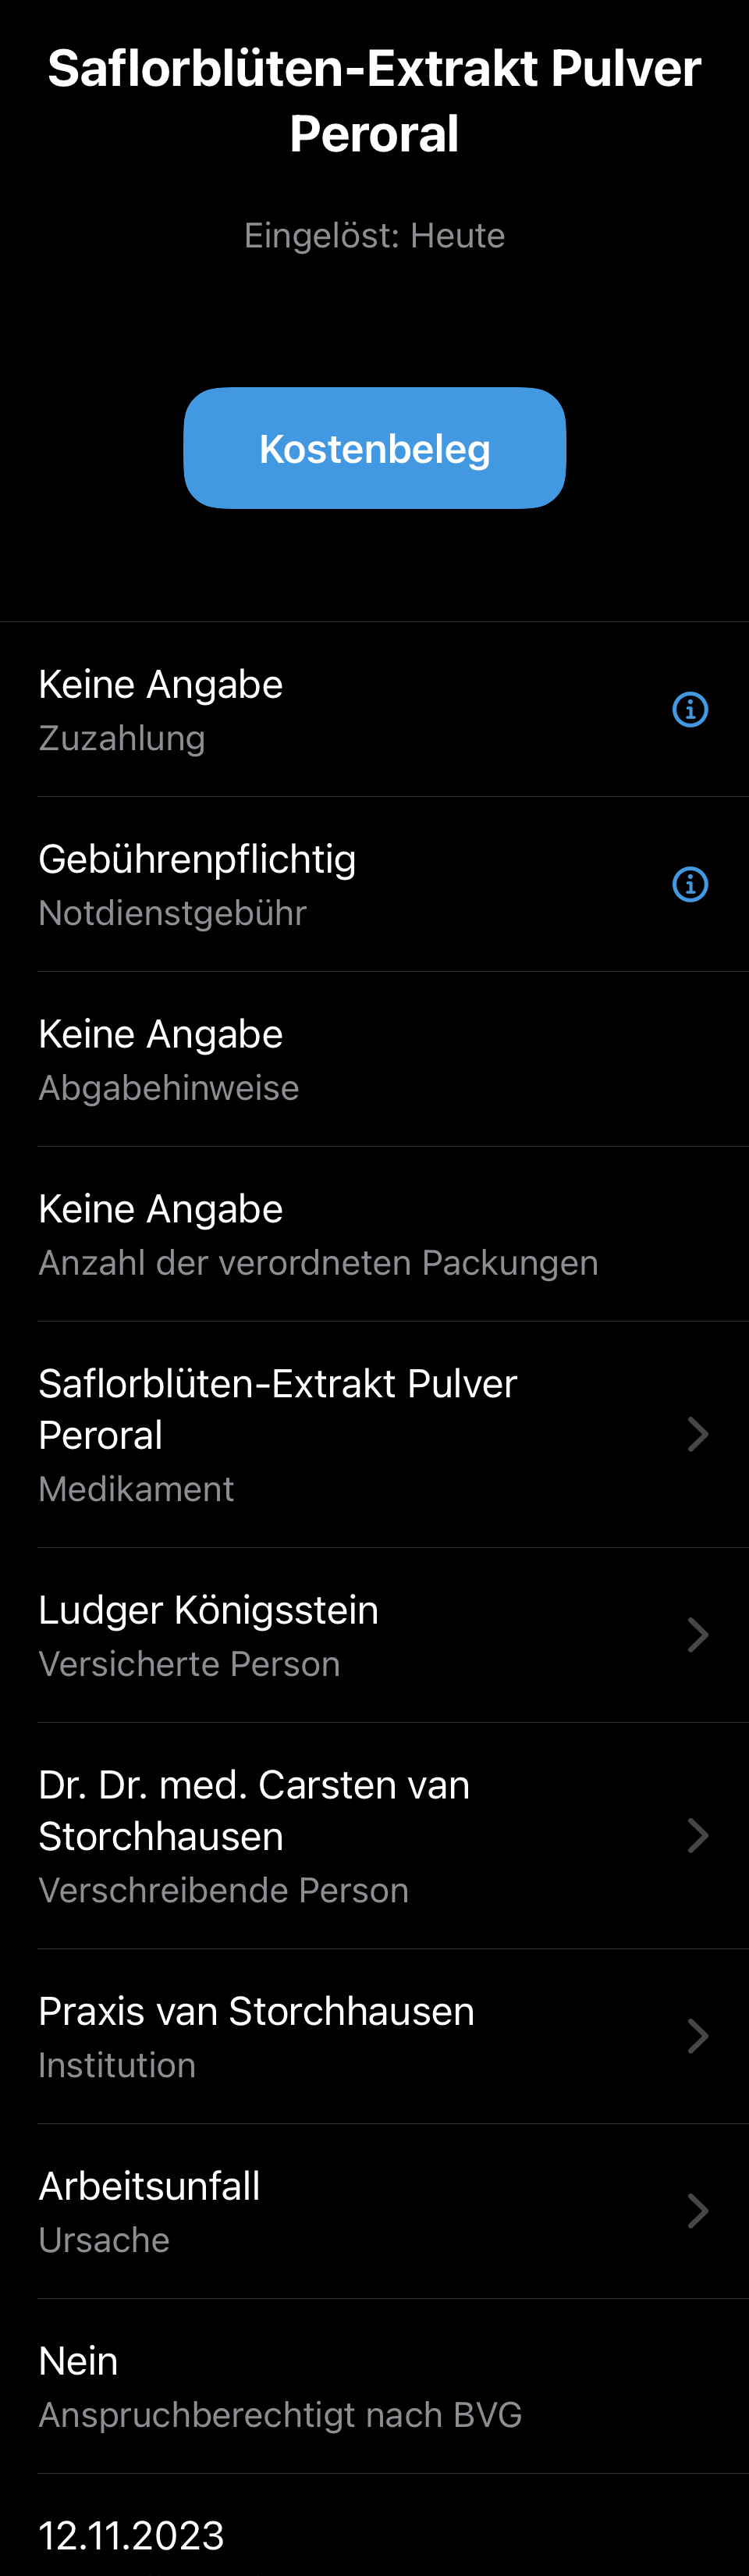 Saflorblüten-Extrakt Pulver
Peroral
Eingelöst: Heute
Kostenbeleg
Keine Angabe
Zuzahlung
Gebührenpflichtig
Notdienstgebühr
Keine Angabe
Abgabehinweise
Keine Angabe
Anzahl der verordneten Packungen
Saflorblüten-Extrakt Pulver
Peroral
Medikament
Ludger Königsstein
Versicherte Person
Dr. Dr. med. Carsten van
Storchhausen
Verschreibende Person
Praxis van Storchhausen
Institution
Arbeitsunfall
Ursache
Nein
Anspruchberechtigt nach BVG
12.11.2023